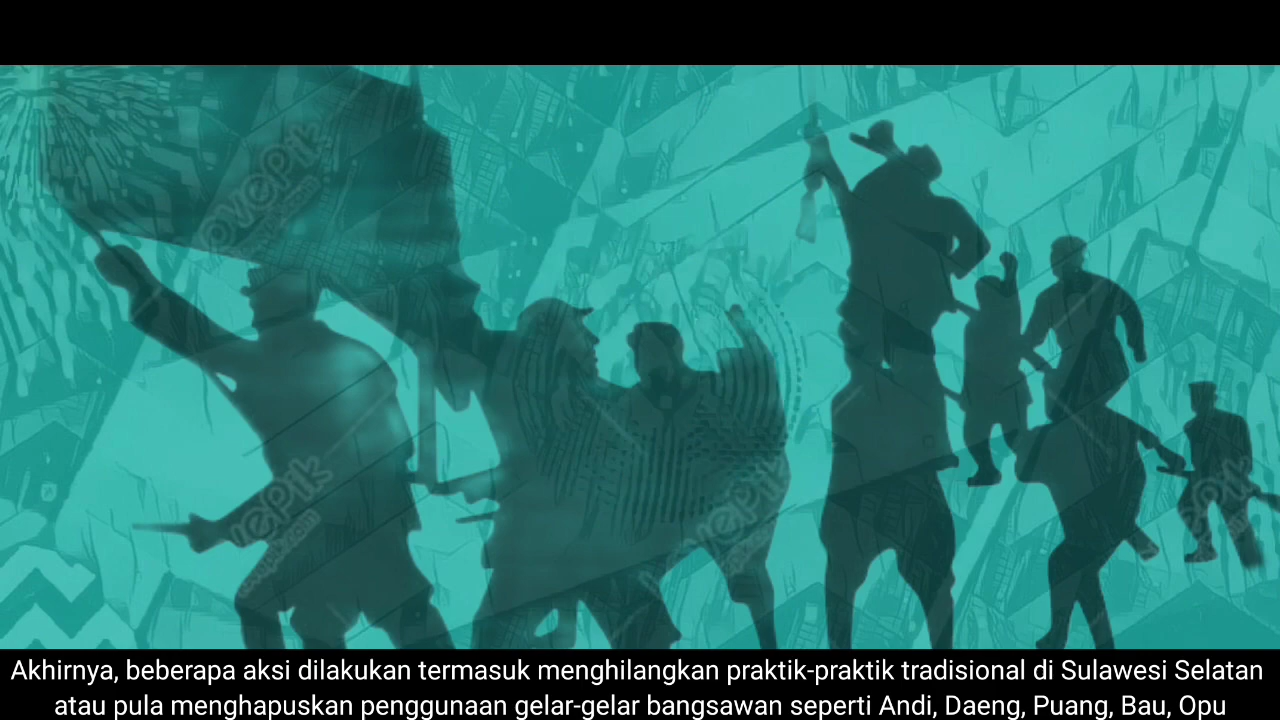 Akhirnya, beberapa aksi dilakukan termasuk menghilangkan praktik-praktik tradisional di Sulawesi Selatan
atau pula menghapuskan penggunaan gelar-gelar bangsawan seperti Andi, Daeng, Puang, Bau, Opu